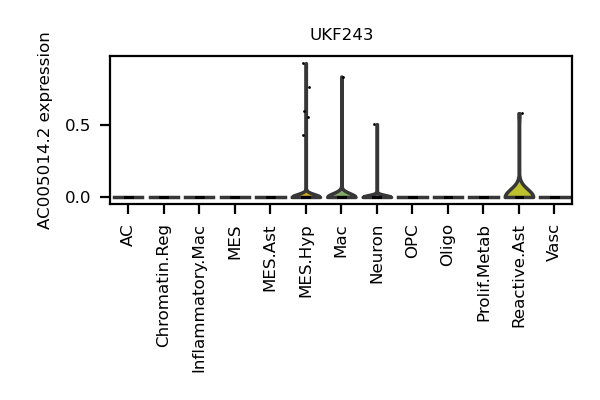 UKF243
AC005014.2 expression
0.5
0.0
AC
Chromatin.Reg
Inflammatory.Mac
MES
MES.Ast
MES.Hyp
Mac
Neuron
OPC
Oligo
Prolif.Metab
Reactive.Ast
Vasc